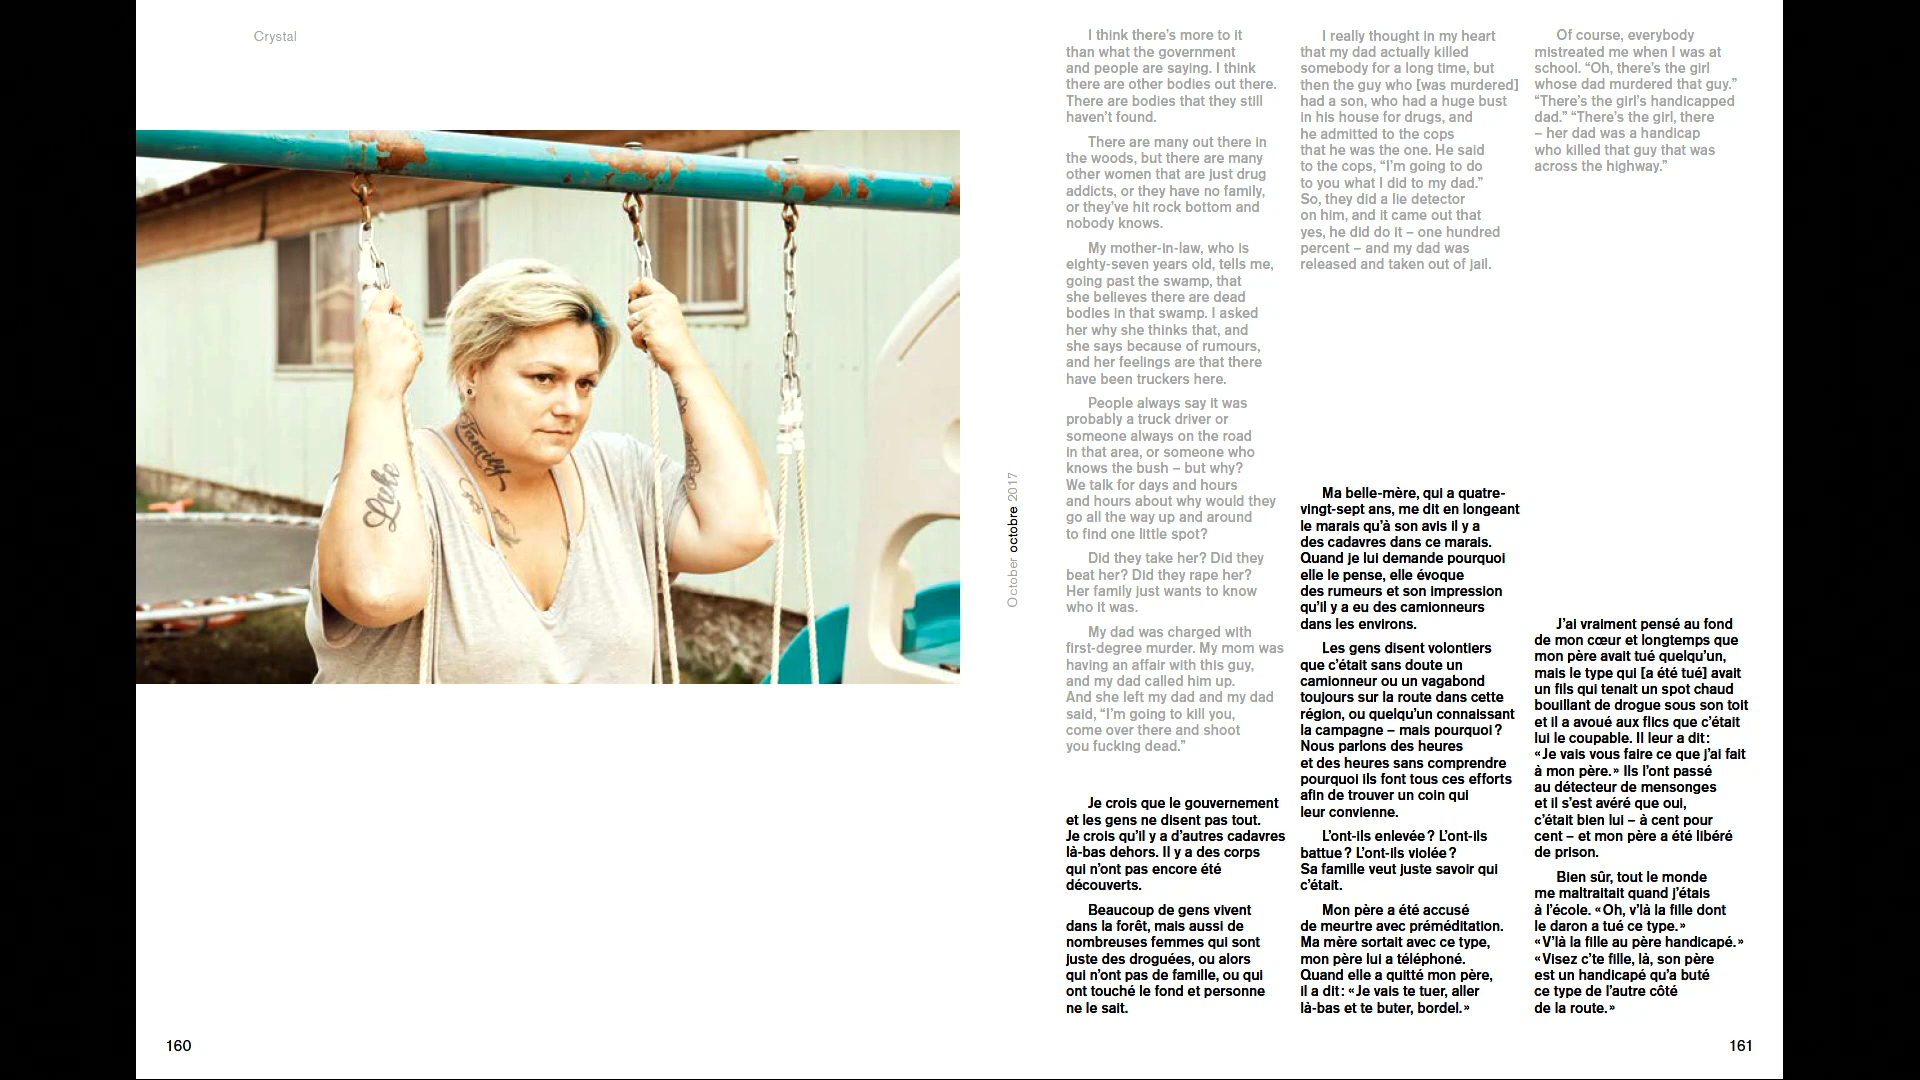 Crystal
Luke
Family
I think there’s more to it
than what the government
and people are saying. I think
there are other bodies out there.
There are bodies that they still
haven’t found.
There are many out there in
the woods, but there are many
other women that are just drug
addicts, or they have no family,
or they’ve hit rock bottom and
nobody knows.
My mother-in-law, who is
eighty-seven years old, tells me,
going past the swamp, that
she believes there are dead
bodies in that swamp. I asked
her why she thinks that, and
she says because of rumours,
and her feelings are that there
have been truckers here.
People always say it was
probably a truck driver or
someone always on the road
in that area, or someone who
knows the bush – but why?
We talk for days and hours
and hours about why would they
go all the way up and around
to find one little spot?
Did they take her? Did they
beat her? Did they rape her?
Her family just wants to know
who it was.
My dad was charged with
first-degree murder. My mom was
having an affair with this guy,
and my dad called him up.
And she left my dad and my dad
said, “I’m going to kill you,
come over there and shoot
you fucking dead.”
I really thought in my heart
that my dad actually killed
somebody for a long time, but
then the guy who [was murdered]
had a son, who had a huge bust
in his house for drugs, and
he admitted to the cops
that he was the one. He said
to the cops, “I’m going to do
to you what I did to my dad.”
So, they did a lie detector
on him, and it came out that
yes, he did do it – one hundred
percent – and my dad was
released and taken out of jail.
Of course, everybody
mistreated me when I was at
school. “Oh, there’s the girl
whose dad murdered that guy.”
“There’s the girl’s handicapped
dad.” “There’s the girl, there
– her dad was a handicap
who killed that guy that was
across the highway.”
October octobre 2017
Je crois que le gouvernement
et les gens ne disent pas tout.
Je crois qu’il y a d’autres cadavres
là-bas dehors. Il y a des corps
qui n’ont pas encore été
découverts.
Beaucoup de gens vivent
dans la forêt, mais aussi de
nombreuses femmes qui sont
juste des droguées, ou alors
qui n’ont pas de famille, ou qui
ont touché le fond et personne
ne le sait.
Ma belle-mère, qui a quatre-
vingt-sept ans, me dit en longeant
le marais qu’à son avis il y a
des cadavres dans ce marais.
Quand je lui demande pourquoi
elle le pense, elle évoque
des rumeurs et son impression
qu’il y a eu des camionneurs
dans les environs.
Les gens disent volontiers
que c’était sans doute un
camionneur ou un vagabond
toujours sur la route dans cette
région, ou quelqu’un connaissant
la campagne – mais pourquoi ?
Nous parlons des heures
et des heures sans comprendre
pourquoi ils font tous ces efforts
afin de trouver un coin qui
leur convienne.
L’ont-ils enlevée ? L’ont-ils
battue ? L’ont-ils violée ?
Sa famille veut juste savoir qui
c’était.
Mon père a été accusé
de meurtre avec préméditation.
Ma mère sortait avec ce type,
mon père lui a téléphoné.
Quand elle a quitté mon père,
il a dit : « Je vais te tuer, aller
là-bas et te buter, bordel. »
J’ai vraiment pensé au fond
de mon cœur et longtemps que
mon père avait tué quelqu’un,
mais le type qui [a été tué] avait
un fils qui tenait un spot chaud
bouillant de drogue sous son toit
et il a avoué aux flics que c’était
lui le coupable. Il leur a dit :
« Je vais vous faire ce que j’ai fait
à mon père. » Ils l’ont passé
au détecteur de mensonges
et il s’est avéré que oui,
c’était bien lui – à cent pour
cent – et mon père a été libéré
de prison.
Bien sûr, tout le monde
me maltraitait quand j’étais
à l’école. « Oh, v’là la fille dont
le daron a tué ce type. »
« V’là la fille au père handicapé. »
« Visez c’te fille, là, son père
est un handicapé qu’a buté
ce type de l’autre côté
de la route. »
160
161